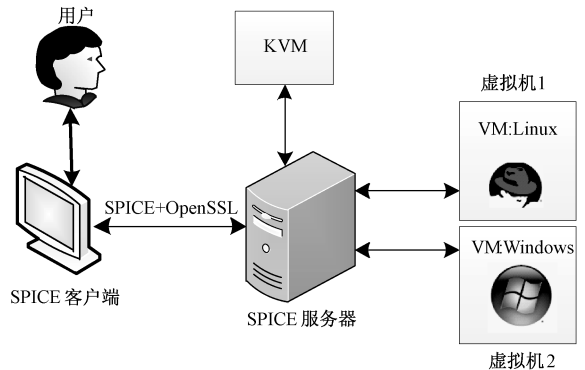 用户
KVM
虚拟机1
VM:Linux
SPICE+OpenSSL
VM:Windows
SPICE 客户端
SPICE 服务器
虚拟机2